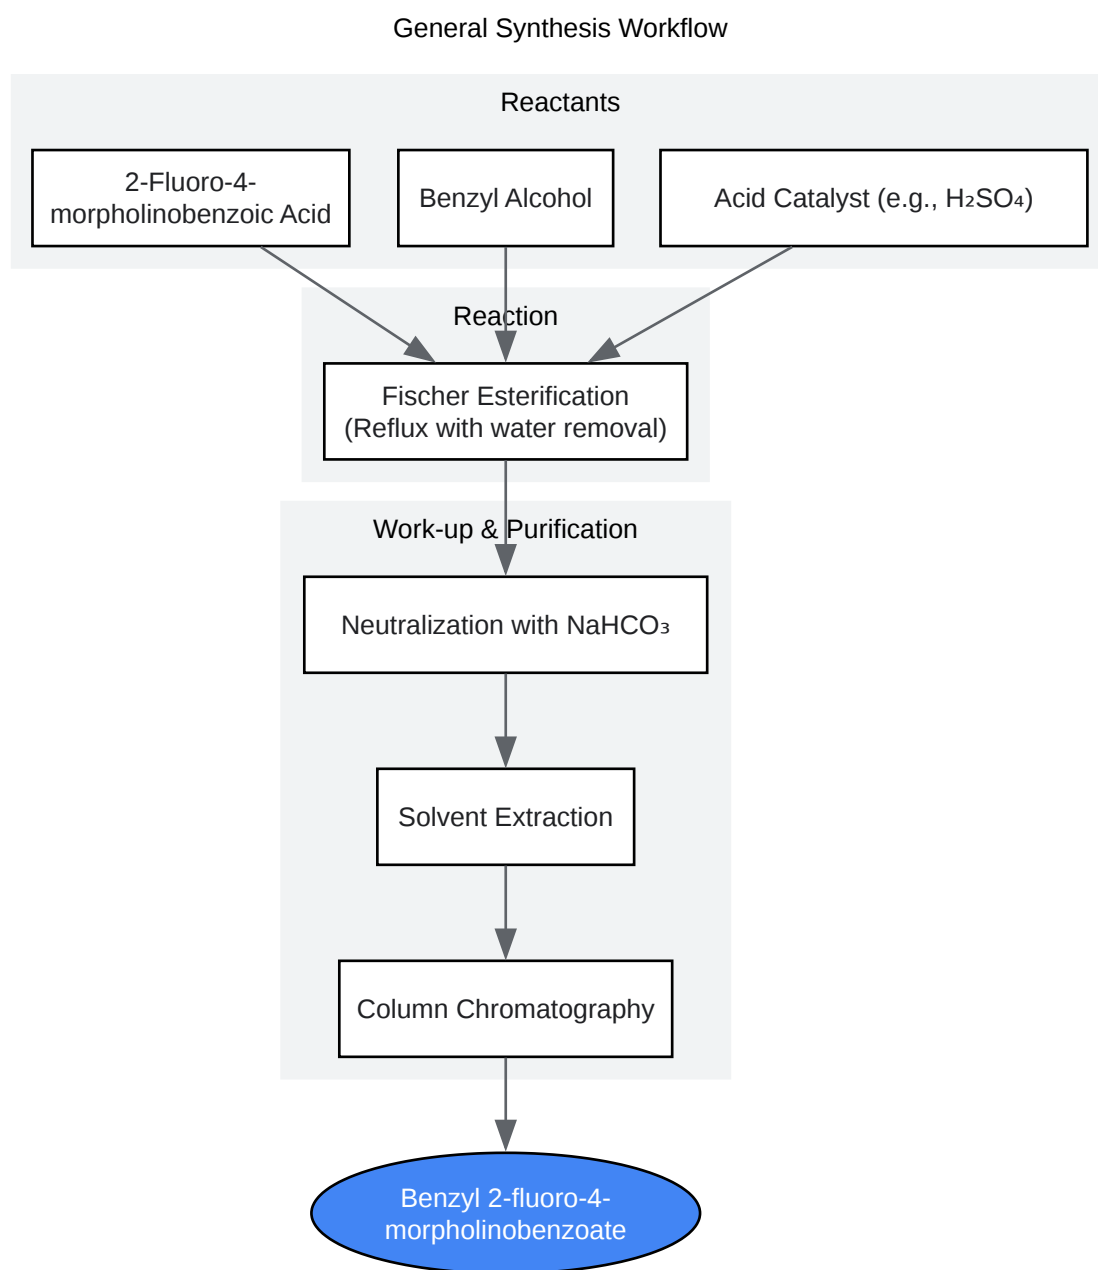 General Synthesis Workflow
Reactants
2-Fluoro-4-
morpholinobenzoic Acid
Benzyl Alcohol
Acid Catalyst (e.g., H₂SO₄)
Reaction
Fischer Esterification
(Reflux with water removal)
Work-up & Purification
Neutralization with NaHCO₃
Solvent Extraction
Column Chromatography
Benzyl 2-fluoro-4-
morpholinobenzoate